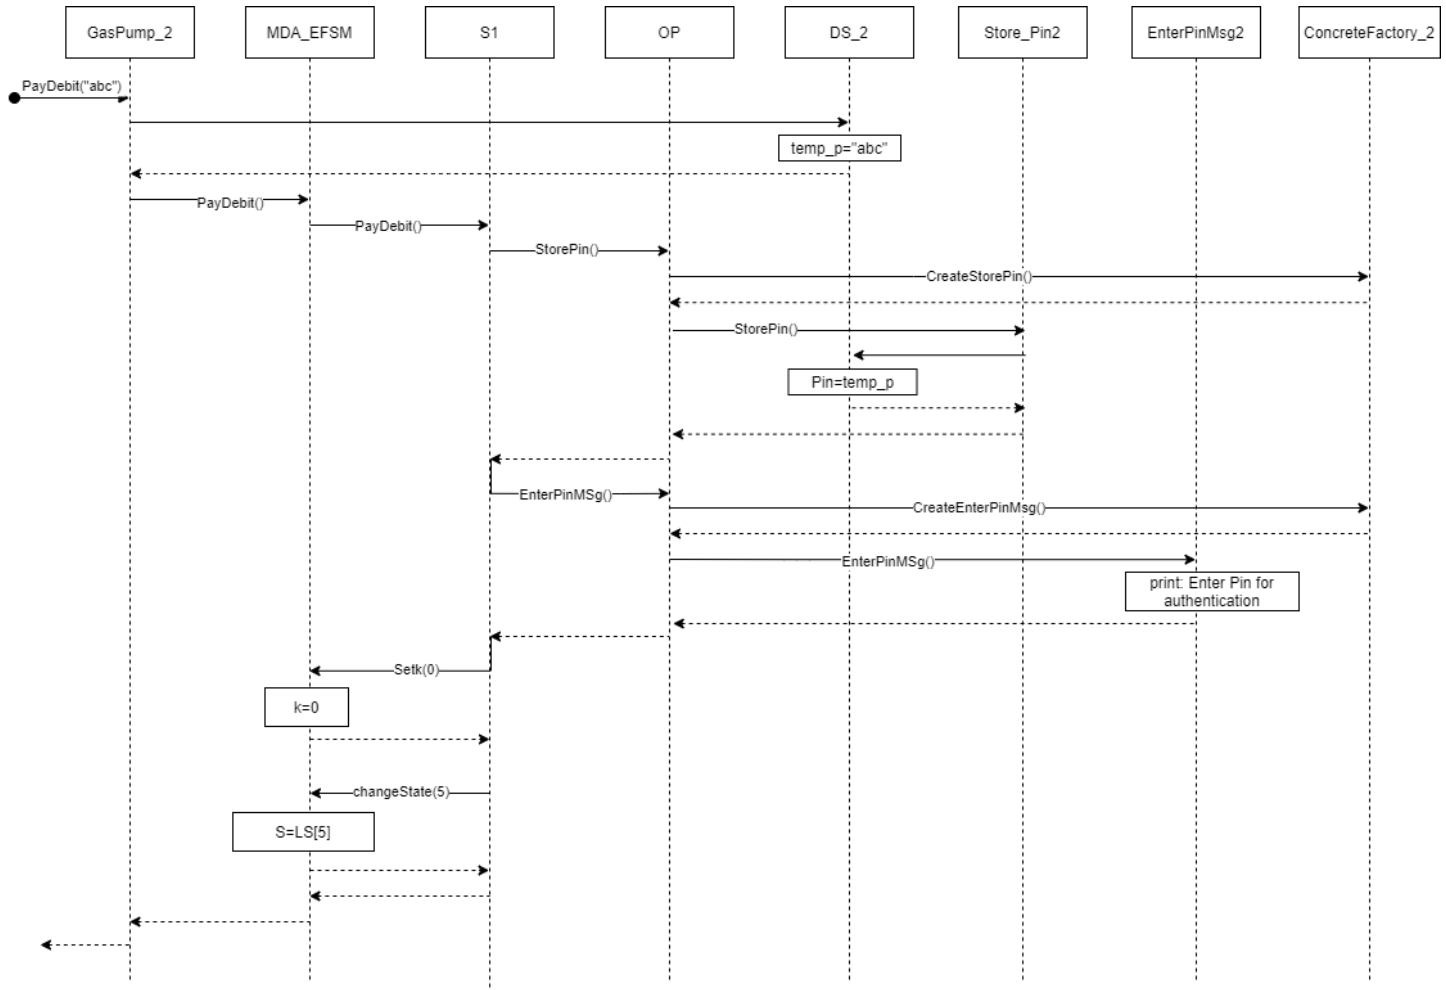 GasPump_2
MDA_EFSM
S1
OP
DS_2
Store_Pin2
EnterPinMsg2
ConcreteFactory_2
PayDebit("abc")
temp_p="abc"
PayDebit()
PayDebit()
StorePin()
CreateStorePin()
StorePin()
Pin=temp_p
EnterPinMSg()
CreateEnterPinMsg()
EnterPinMSg()
print: Enter Pin for
authentication
Setk(0)
k=0
changeState(5)
S=LS[5]